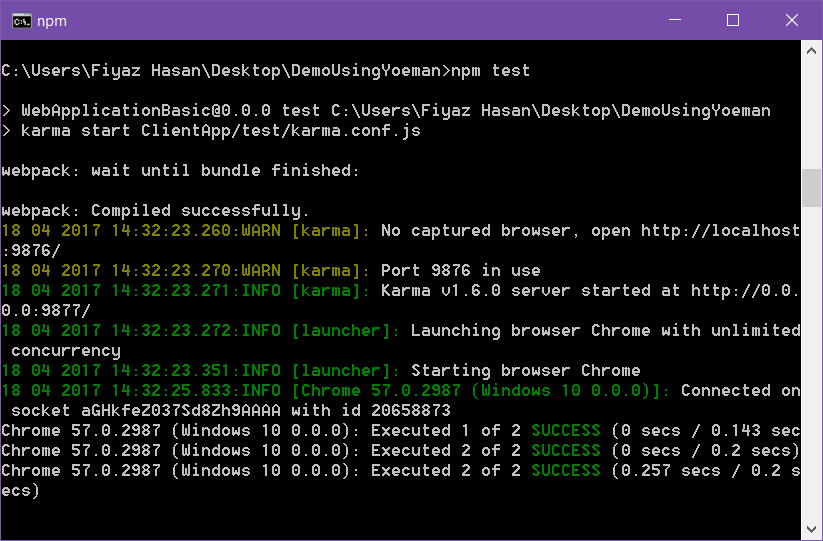 npm
C:\Users\Fiyaz Hasan\Desktop\DemoUsingYoeman>npm test
> WebApplicationBasic@0.0.0 test C:\Users\Fiyaz Hasan\Desktop\DemoUsingYoeman
> karma start ClientApp/test/karma.conf.js
webpack: wait until bundle finished:
webpack: Compiled successfully.
18 04 2017 14:32:23.260:WARN [karma]: No captured browser, open http://localhost
:9876/
18 04 2017 14:32:23.270:WARN [karma]: Port 9876 in use
18 04 2017 14:32:23.271:INFO [karma]: Karma v1.6.0 server started at http://0.0.
0.0:9877/
18 04 2017 14:32:23.272:INFO [launcher]: Launching browser Chrome with unlimited
 concurrency
18 04 2017 14:32:23.351:INFO [launcher]: Starting browser Chrome
18 04 2017 14:32:25.833:INFO [Chrome 57.0.2987 (Windows 10 0.0.0)]: Connected on
 socket aGHkfeZO37Sd8Zh9AAAA with id 20658873
Chrome 57.0.2987 (Windows 10 0.0.0): Executed 1 of 2 SUCCESS (0 secs / 0.143 sec
Chrome 57.0.2987 (Windows 10 0.0.0): Executed 2 of 2 SUCCESS (0 secs / 0.2 secs)
Chrome 57.0.2987 (Windows 10 0.0.0): Executed 2 of 2 SUCCESS (0.257 secs / 0.2 s
ecs)